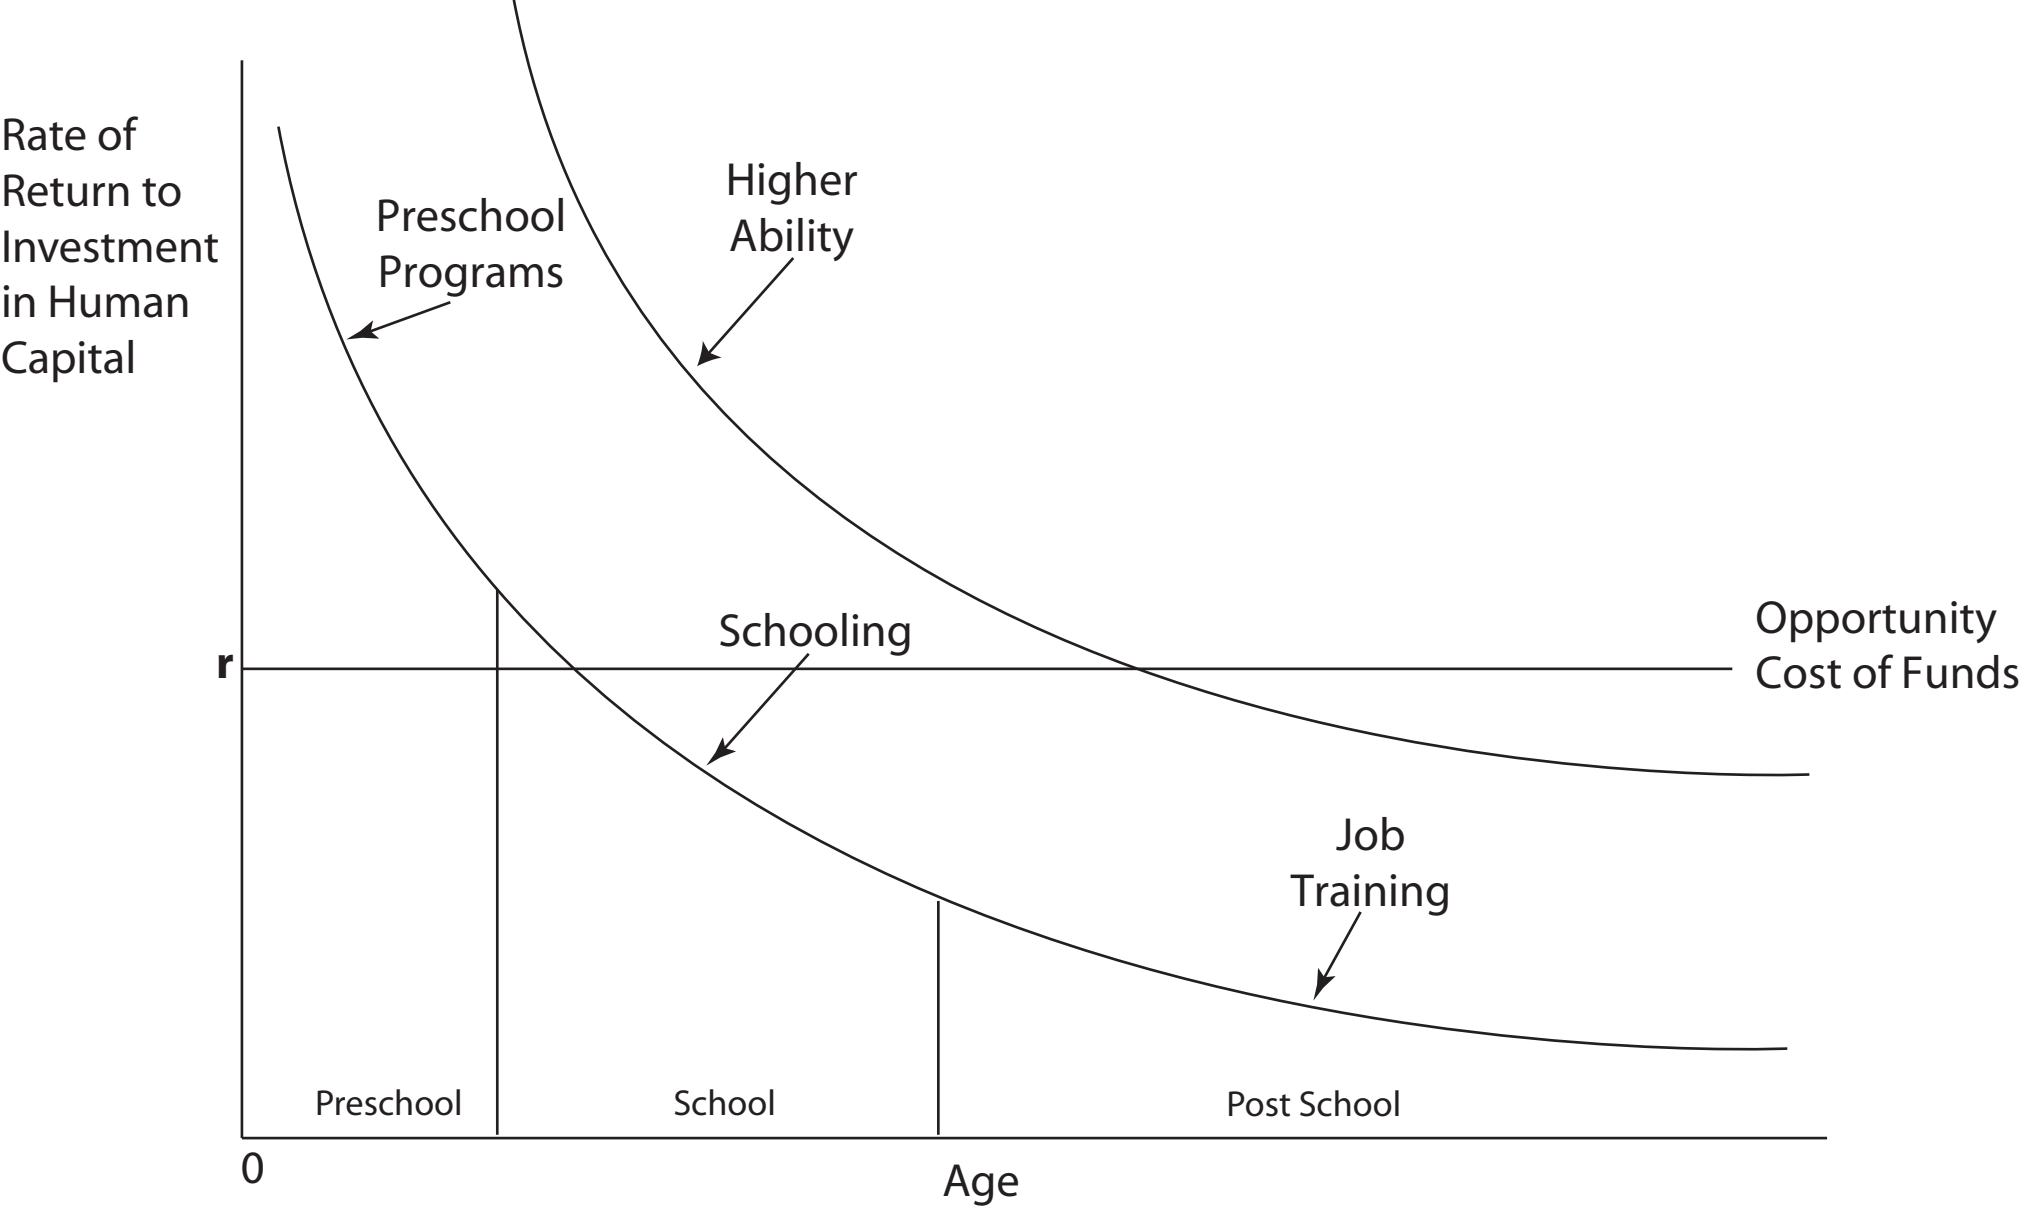 Rate of
Return to
Investment
in Human
Capital
Preschool
Programs
Higher
Ability
Schooling
r
Opportunity
Cost of Funds
Job
Training
Preschool
School
Post School
0
Age